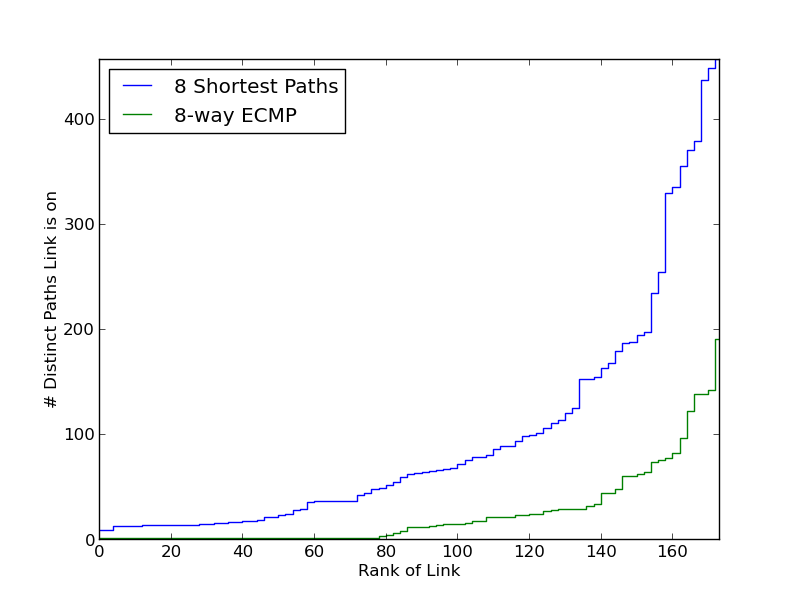 8 Shortest Paths
8-way ECMP
# Distinct Paths Link is on
400
300
200
100
0
0 20 40 60 80 100 120 140 160
Rank of Link